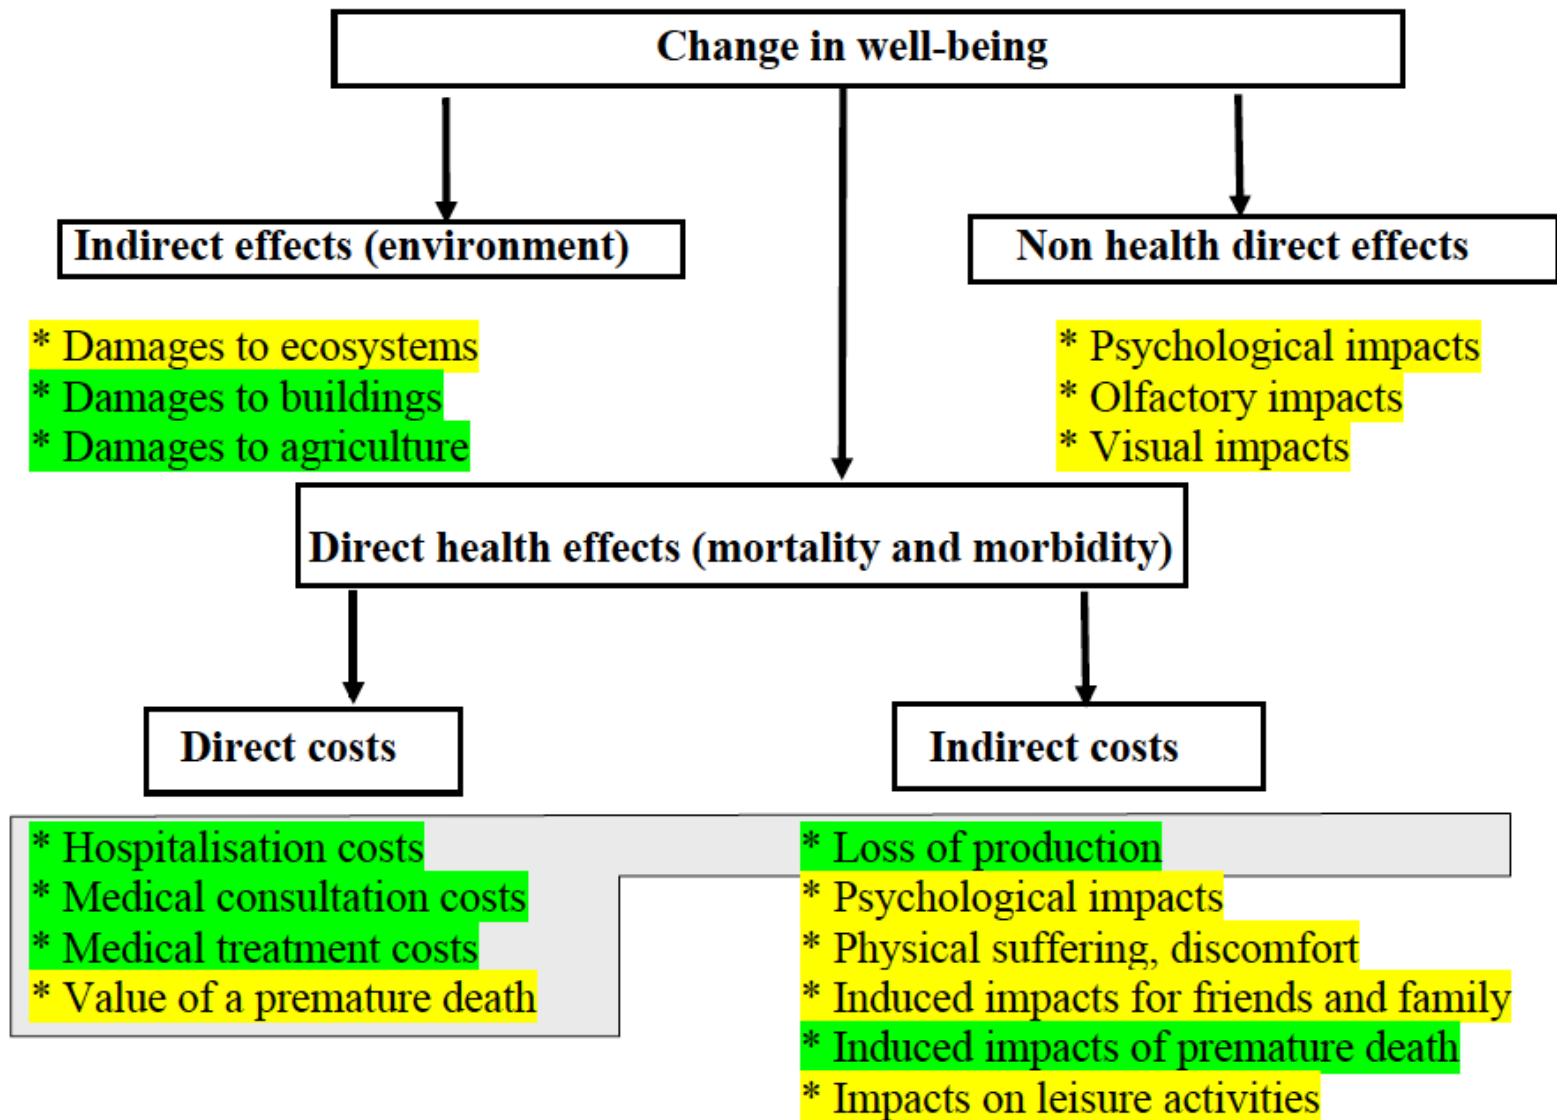 Change in well-being
Indirect effects (environment)
Non health direct effects
* Damages to ecosystems
* Damages to buildings
* Damages to agriculture
* Psychological impacts
* Olfactory impacts
* Visual impacts
Direct health effects (mortality and morbidity)
Direct costs
Indirect costs
* Hospitalisation costs
* Medical consultation costs
* Medical treatment costs
* Value of a premature death
* Loss of production
* Psychological impacts
* Physical suffering, discomfort
* Induced impacts for friends and family
* Induced impacts of premature death
* Impacts on leisure activities